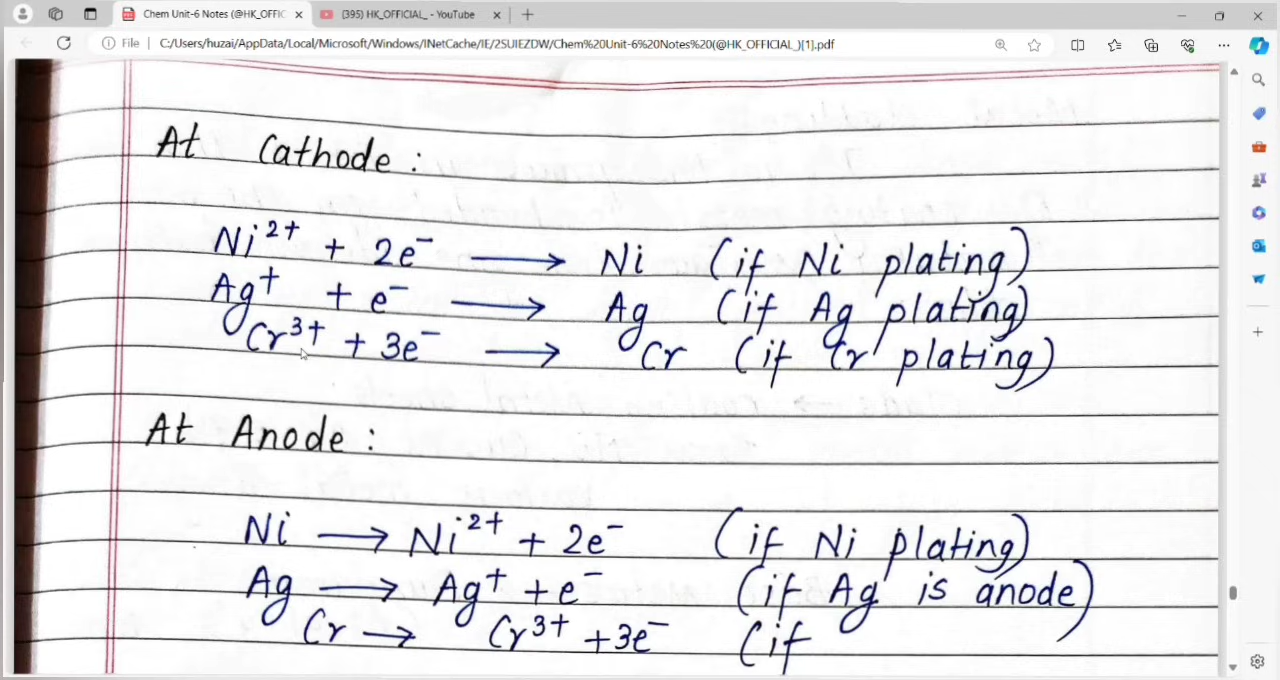 Chem Unit-6 Notes (@HK_OFFIC
(395) HK_OFFICIAL_ - YouTube
File
C:/Users/huzai/AppData/Local/Microsoft/Windows/INetCache/IE/2SUIEZDW/Chem%20Unit-6%20Notes%20(@HK_OFFICIAL_)[1].pdf
At Cathode :
Ni²⁺ + 2e⁻ ⟶ Ni (if Ni plating)
Ag⁺ + e⁻ ⟶ Ag (if Ag plating)
Cr³⁺ + 3e⁻ ⟶ Cr (if Cr plating)
At Anode :
Ni ⟶ Ni²⁺ + 2e⁻ (if Ni plating)
Ag ⟶ Ag⁺ + e⁻ (if Ag is anode)
Cr ⟶ Cr³⁺ + 3e⁻ (if